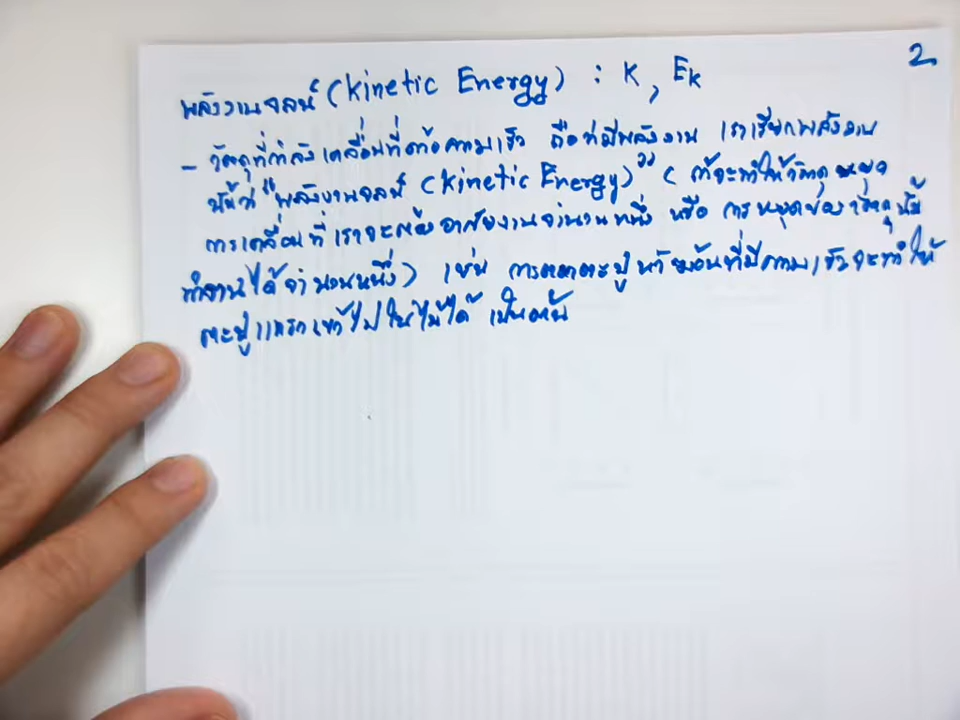 2
พลังงานจลน์ (Kinetic Energy) : K, Ek
- วัตถุที่กำลังเคลื่อนที่ด้วยความเร็ว ถือว่ามีพลังงาน เราเรียกพลังงาน
นั้นว่า "พลังงานจลน์ (Kinetic Energy)" (ถ้าจะทำให้วัตถุหยุด
การเคลื่อนที่เราจะต้องอาศัยงานจำนวนหนึ่ง หรือ การหยุดของวัตถุนั้น
ทำงานได้จำนวนหนึ่ง) เช่น การตอกตะปูด้วยค้อนที่มีความเร็วจะทำให้
ตะปูแทรกเข้าไปในไม้ได้ เป็นต้น